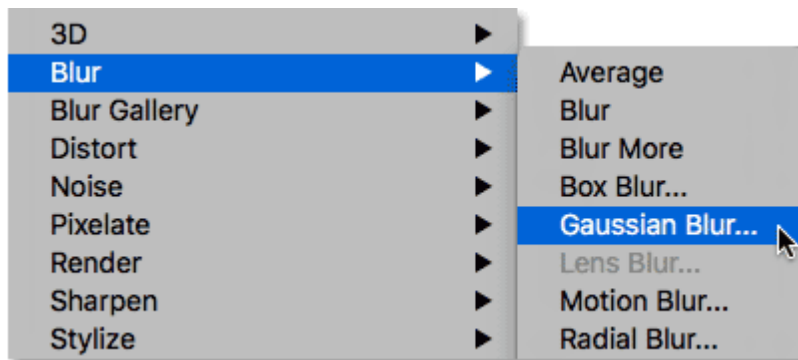 3D
Blur
Blur Gallery
Distort
Noise
Pixelate
Render
Sharpen
Stylize
Average
Blur
Blur More
Box Blur...
Gaussian Blur...
Lens Blur...
Motion Blur...
Radial Blur...